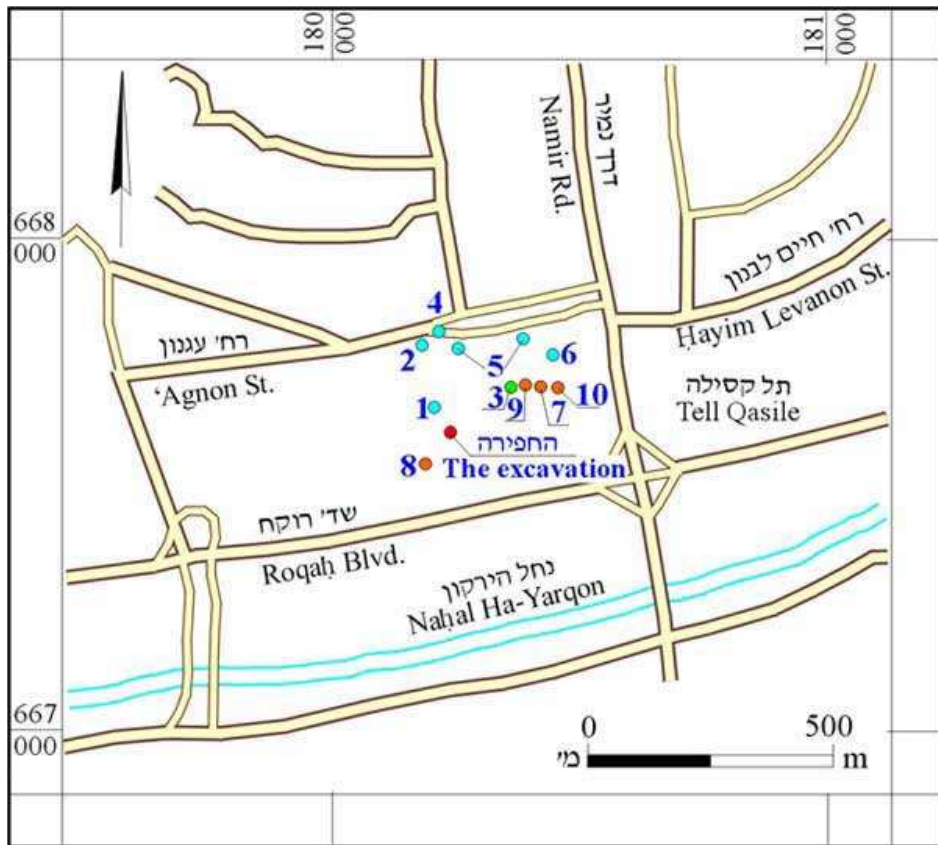 180
000
181
000
668
000
667
000
Namir Rd.
דרך נמיר
רח׳ חיים לבנון
Ḥayim Levanon St.
רח׳ עגנון
ʻAgnon St.
תל קסילה
Tell Qasile
4
2
5
6
3
9
7
10
1
החפירה
The excavation
8
שד׳ רוקח
Roqaḥ Blvd.
נחל הירקון
Naḥal Ha-Yarqon
0
500
מ׳
m